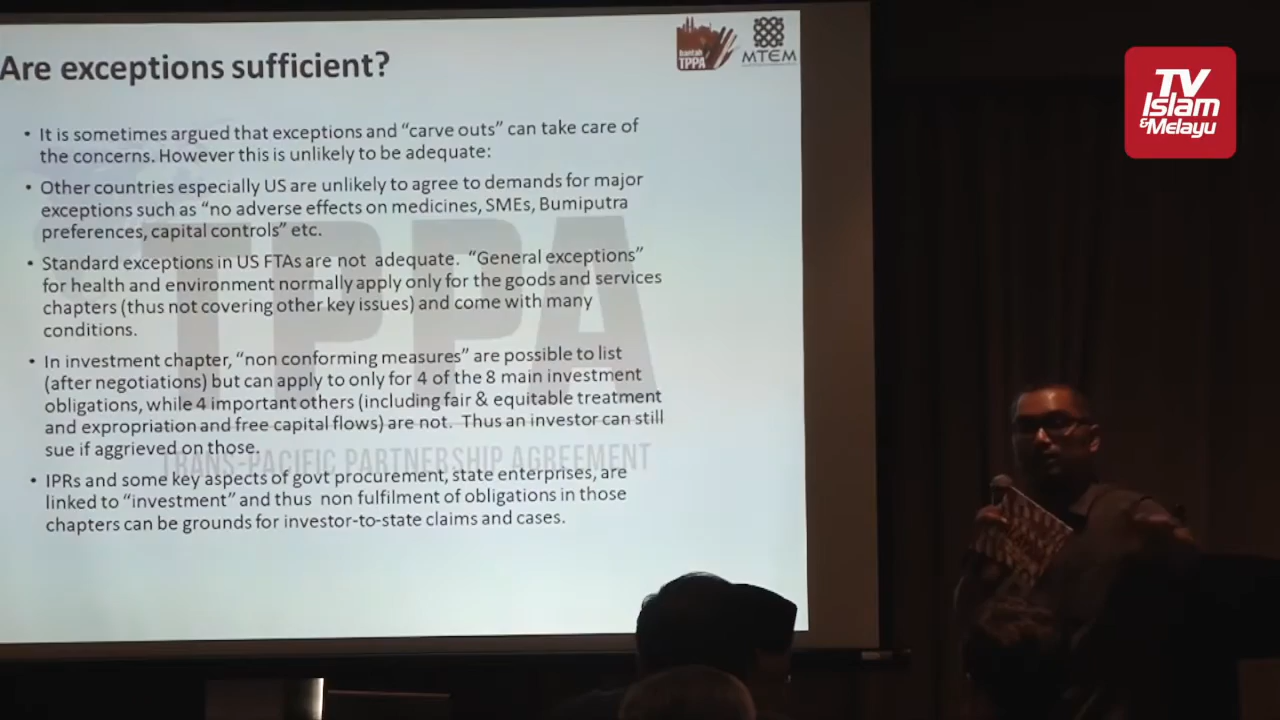 Are exceptions sufficient?
bantah
TPPA
MTEM
TV
Islam
&Melayu
• It is sometimes argued that exceptions and “carve outs” can take care of
the concerns. However this is unlikely to be adequate:
• Other countries especially US are unlikely to agree to demands for major
exceptions such as “no adverse effects on medicines, SMEs, Bumiputra
preferences, capital controls” etc.
• Standard exceptions in US FTAs are not adequate. “General exceptions”
for health and environment normally apply only for the goods and services
chapters (thus not covering other key issues) and come with many
conditions.
• In investment chapter, “non conforming measures” are possible to list
(after negotiations) but can apply to only for 4 of the 8 main investment
obligations, while 4 important others (including fair & equitable treatment
and expropriation and free capital flows) are not. Thus an investor can still
sue if aggrieved on those.
• IPRs and some key aspects of govt procurement, state enterprises, are
linked to “investment” and thus non fulfilment of obligations in those
chapters can be grounds for investor-to-state claims and cases.
TPPA
TRANS-PACIFIC PARTNERSHIP AGREEMENT